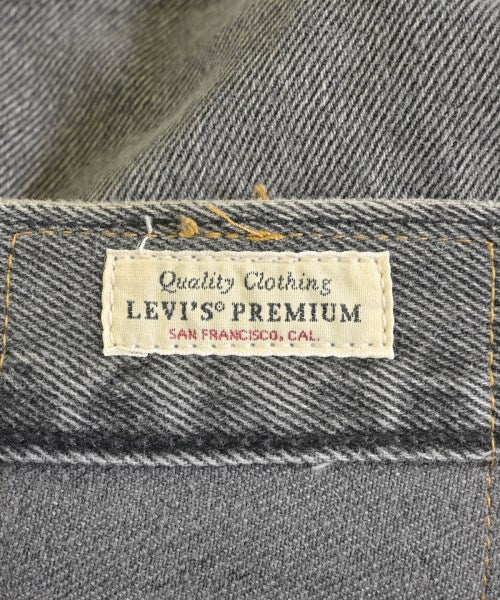 Quality Clothing
LEVI'S® PREMIUM
SAN FRANCISCO, CAL.